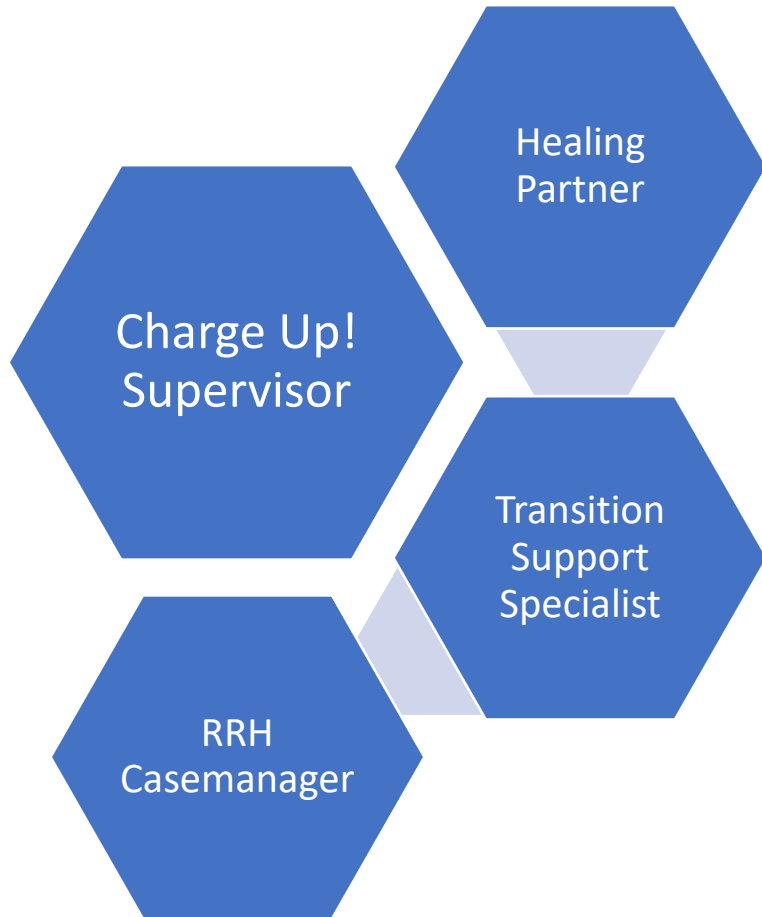 Healing
Partner
Charge Up!
Supervisor
Transition
Support
Specialist
RRH
Casemanager